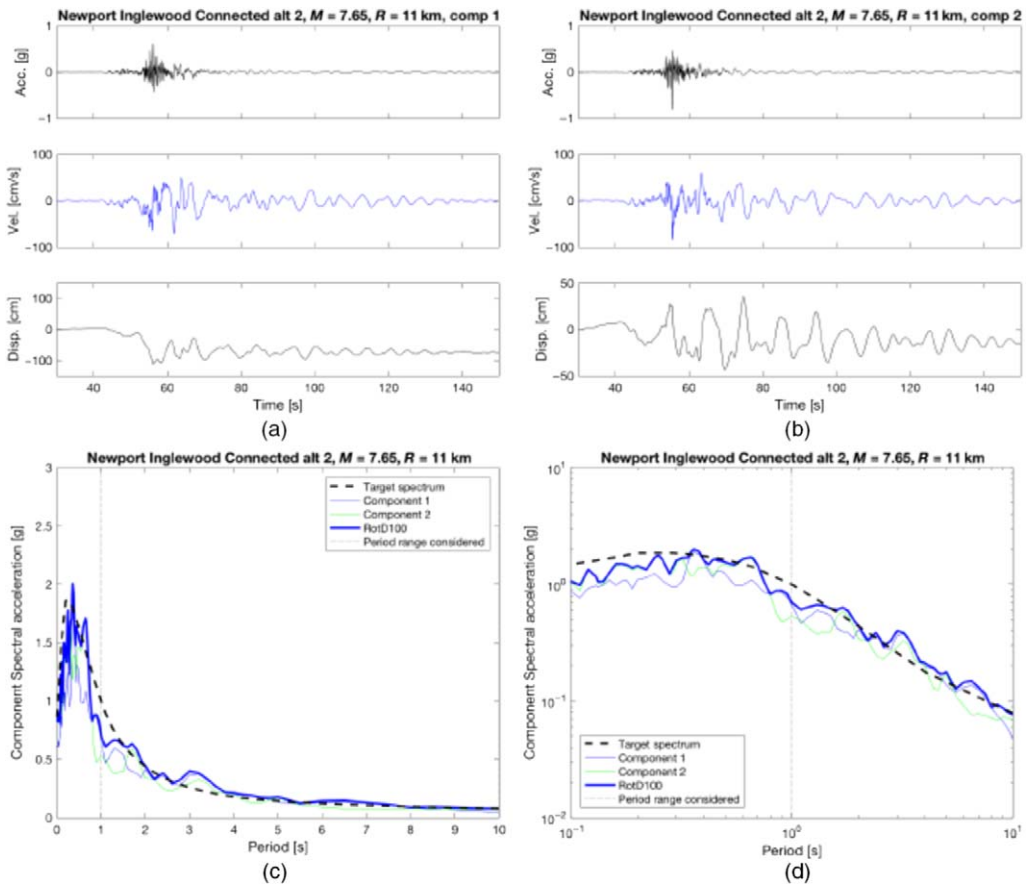 Newport Inglewood Connected alt 2, M = 7.65, R = 11 km, comp 1
Acc. [g]
1
0
−1
Vel. [cm/s]
100
0
−100
Disp. [cm]
100
0
−100
40 60 80 100 120 140
Time [s]
(a)
Newport Inglewood Connected alt 2, M = 7.65, R = 11 km, comp 2
Acc. [g]
1
0
−1
Vel. [cm/s]
100
0
−100
Disp. [cm]
50
0
−50
40 60 80 100 120 140
Time [s]
(b)
Newport Inglewood Connected alt 2, M = 7.65, R = 11 km
Component Spectral acceleration [g]
3
2.5
2
1.5
1
0.5
0
Target spectrum
Component 1
Component 2
RotD100
Period range considered
0 1 2 3 4 5 6 7 8 9 10
Period [s]
(c)
Newport Inglewood Connected alt 2, M = 7.65, R = 11 km
Component Spectral acceleration [g]
10¹
10⁰
10⁻¹
10⁻²
Target spectrum
Component 1
Component 2
RotD100
Period range considered
10⁻¹ 10⁰ 10¹
Period [s]
(d)